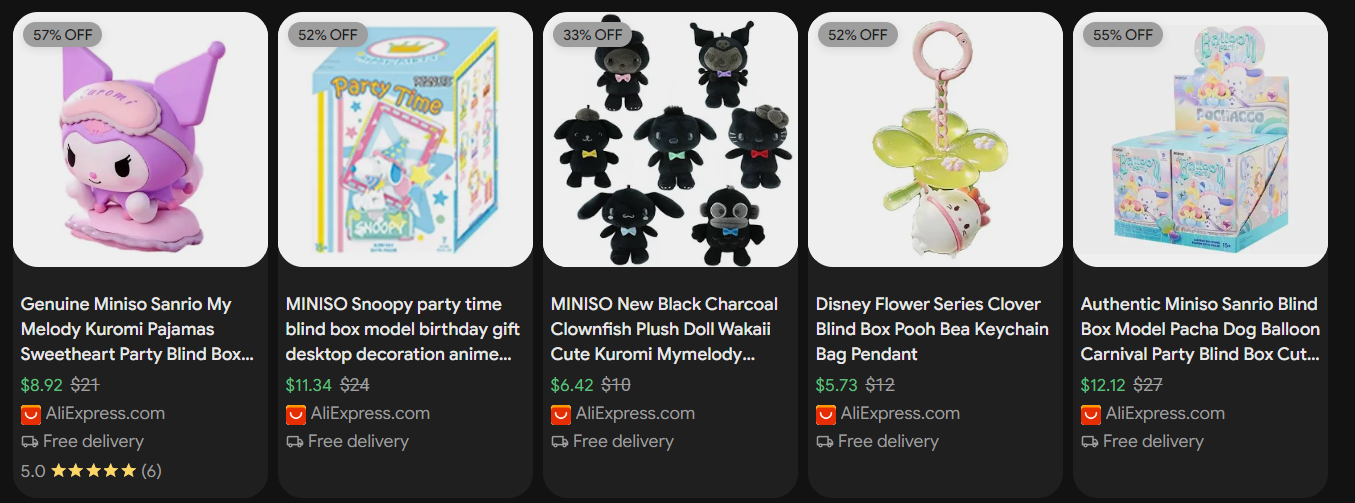 57% OFF
52% OFF
33% OFF
52% OFF
55% OFF
Kuromi
Party Time
SNOOPY
Balloon
POCHACCO
Balloon
Balloon
Genuine Miniso Sanrio My
Melody Kuromi Pajamas
Sweetheart Party Blind Box...
$8.92 $21
AliExpress.com
Free delivery
5.0 (6)
MINISO Snoopy party time
blind box model birthday gift
desktop decoration anime...
$11.34 $24
AliExpress.com
Free delivery
MINISO New Black Charcoal
Clownfish Plush Doll Wakaii
Cute Kuromi Mymelody...
$6.42 $10
AliExpress.com
Free delivery
Disney Flower Series Clover
Blind Box Pooh Bea Keychain
Bag Pendant
$5.73 $12
AliExpress.com
Free delivery
Authentic Miniso Sanrio Blind
Box Model Pacha Dog Balloon
Carnival Party Blind Box Cut...
$12.12 $27
AliExpress.com
Free delivery